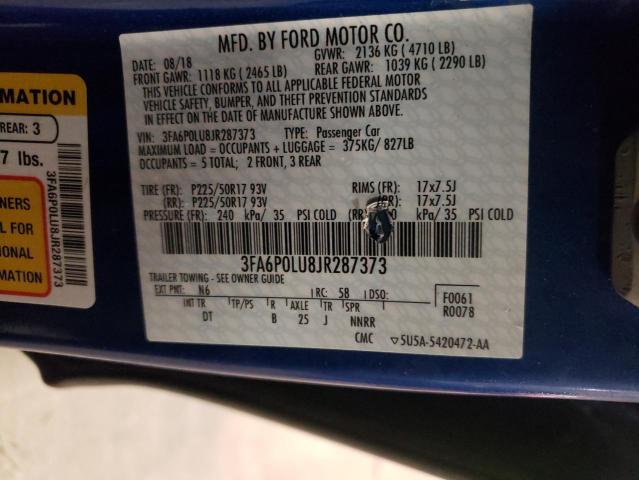 MFD. BY FORD MOTOR CO.
DATE: 08/18 GVWR: 2136 KG ( 4710 LB)
FRONT GAWR: 1118 KG ( 2465 LB) REAR GAWR: 1039 KG ( 2290 LB)
THIS VEHICLE CONFORMS TO ALL APPLICABLE FEDERAL MOTOR
VEHICLE SAFETY, BUMPER, AND THEFT PREVENTION STANDARDS
IN EFFECT ON THE DATE OF MANUFACTURE SHOWN ABOVE.
VIN: 3FA6P0LU8JR287373 TYPE: Passenger Car
MAXIMUM LOAD = OCCUPANTS + LUGGAGE = 375KG/ 827LB
OCCUPANTS = 5 TOTAL; 2 FRONT, 3 REAR
TIRE (FR): P225/50R17 93V RIMS (FR): 17x7.5J
(RR): P225/50R17 93V 17x7.5J
PRESSURE (FR): 240 kPa/ 35 PSI COLD kPa/ 35 PSI COLD
3FA6P0LU8JR287373
TRAILER TOWING - SEE OWNER GUIDE
EXT PNT: N6 RC: 58 DSO: F0061
INT TR TP/PS R AXLE TR SPR R0078
DT B 25 J NNRR
CMC 5U5A-5420472-AA
MATION
REAR: 3
7 lbs.
NERS
FOR
IONAL
MATION
3FA6P0LU8JR287373